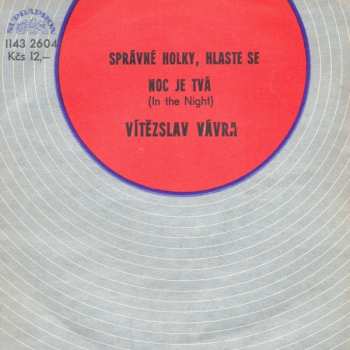 SUPRAPHON
1143 2604
Kčs 12,–
SPRÁVNÉ HOLKY, HLASTE SE
NOC JE TVÁ
(In the Night)
VÍTĚZSLAV VÁVRA